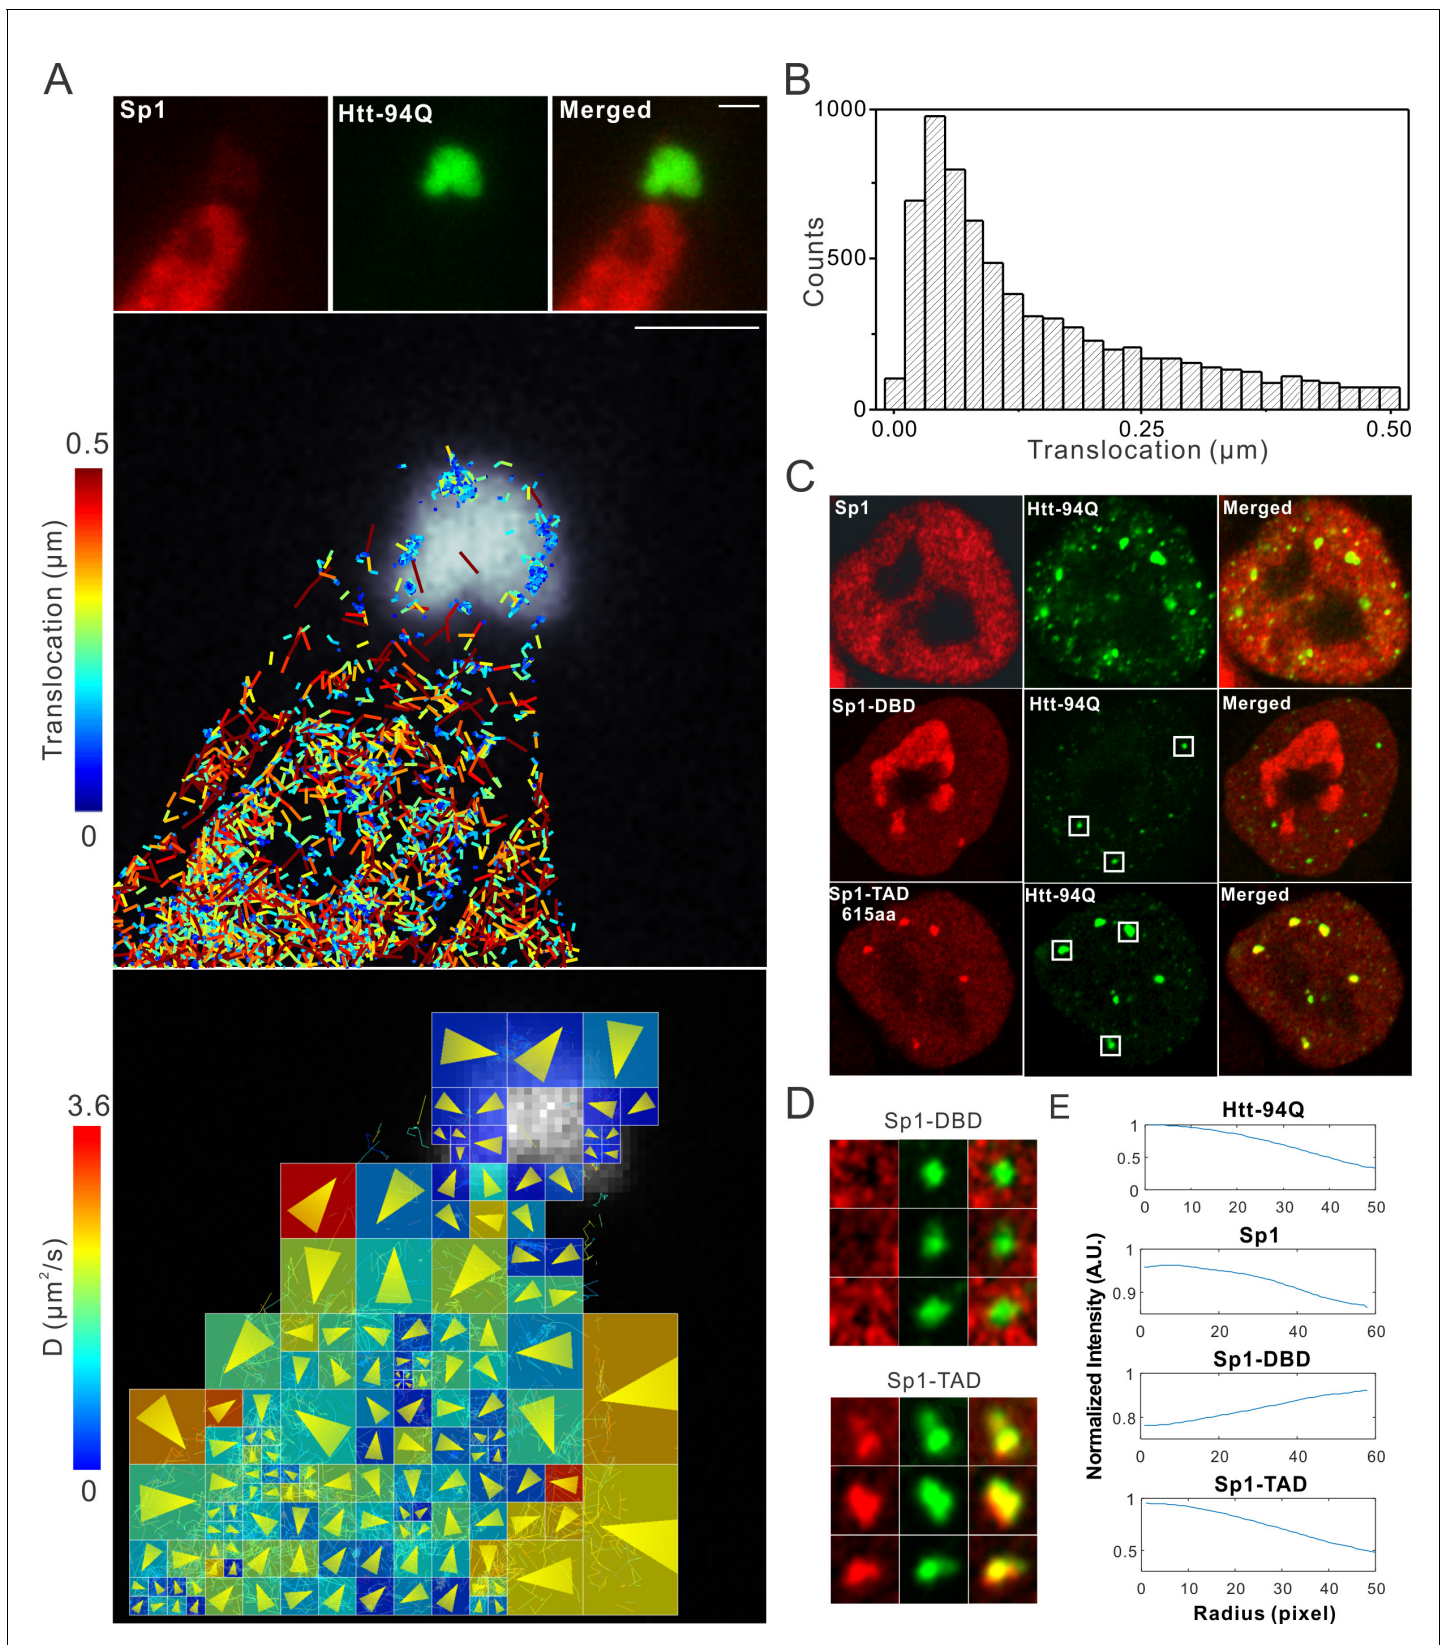 A
Sp1
Htt-94Q
Merged
0.5
Translocation (μm)
0
3.6
D (μm²/s)
0
B
1000
500
0
Counts
0.00
0.25
0.50
Translocation (μm)
C
Sp1
Htt-94Q
Merged
Sp1-DBD
Htt-94Q
Merged
Sp1-TAD
615aa
Htt-94Q
Merged
D
Sp1-DBD
Sp1-TAD
E
Htt-94Q
1
0.5
0
0 10 20 30 40 50
Sp1
1
0.9
0 20 40 60
Sp1-DBD
1
0.8
0 20 40 60
Sp1-TAD
1
0.5
0 10 20 30 40 50
Normalized Intensity (A.U.)
Radius (pixel)